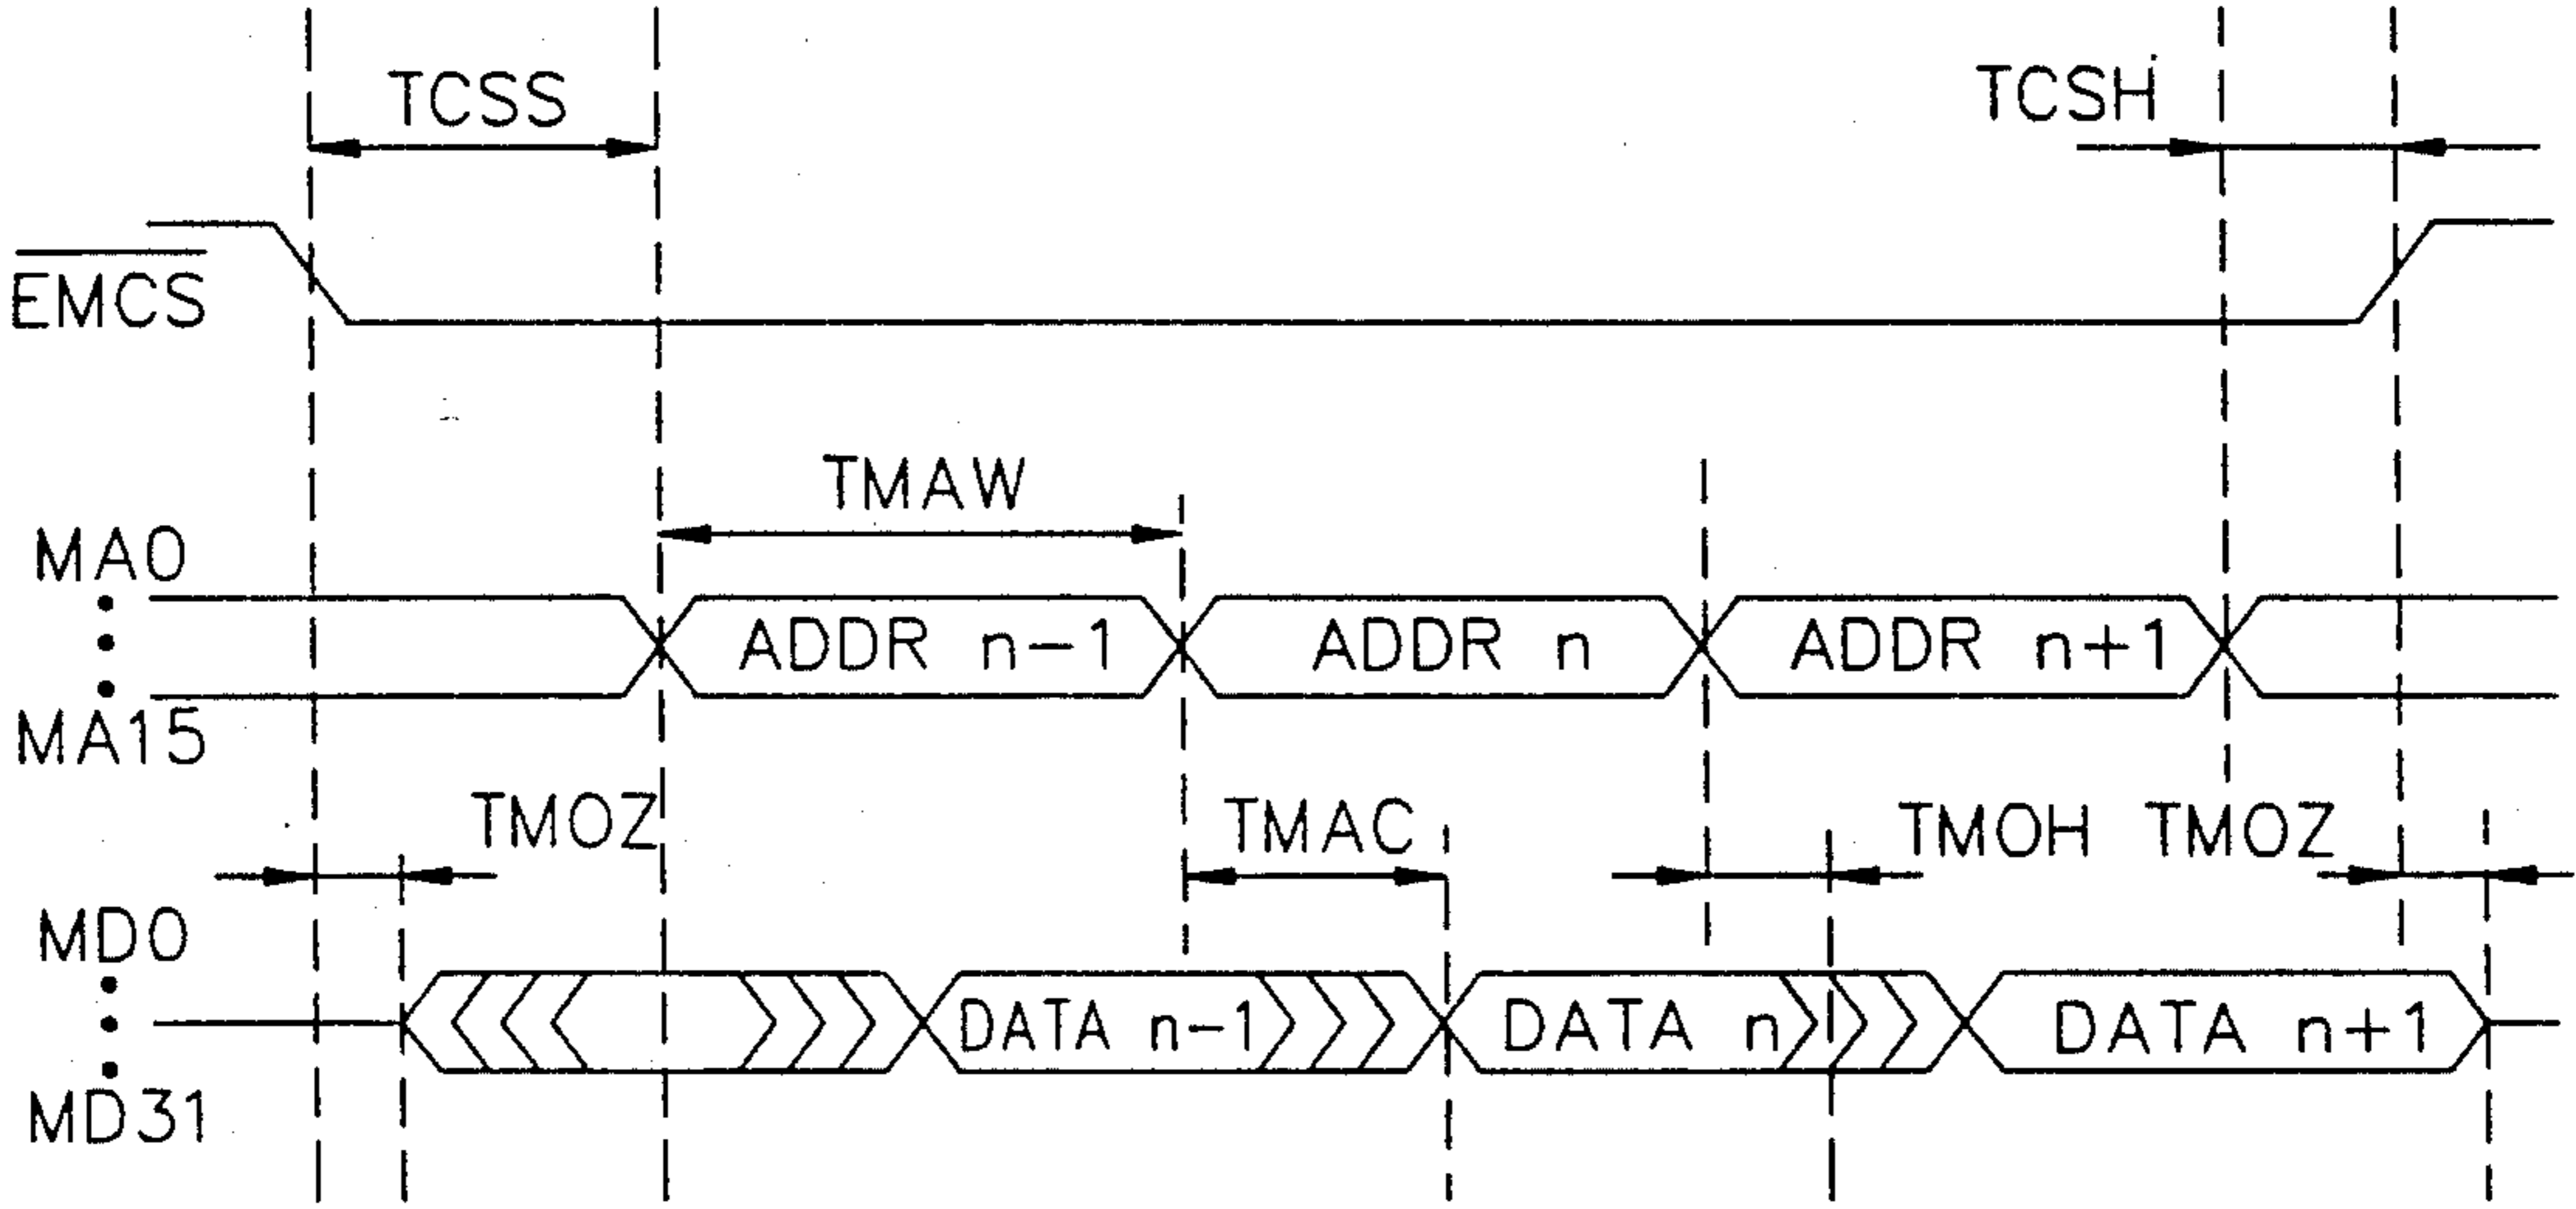 TCSS
TCSH
EMCS
TMAW
MA0
ADDR n-1
ADDR n
ADDR n+1
MA15
TMOZ
TMAC
TMOH
TMOZ
MD0
DATA n-1
DATA n
DATA n+1
MD31